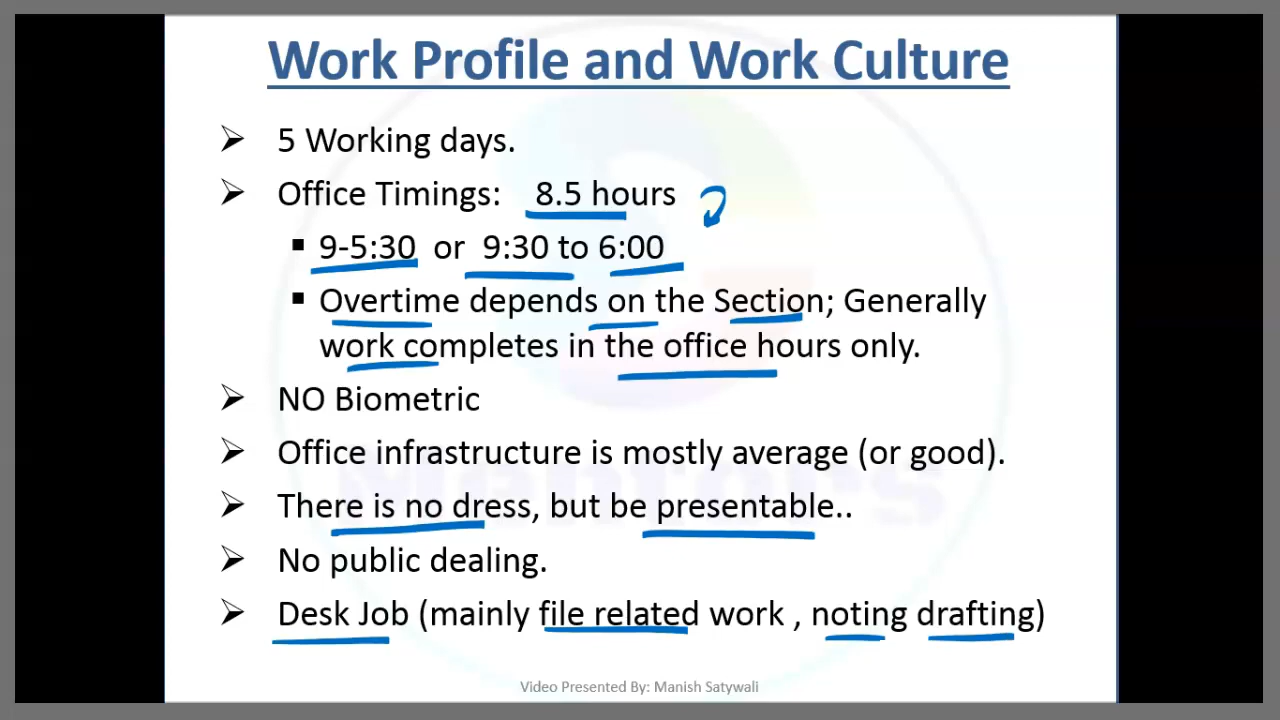 Work Profile and Work Culture
➢ 5 Working days.
➢ Office Timings: 8.5 hours
▪ 9-5:30 or 9:30 to 6:00
▪ Overtime depends on the Section; Generally
work completes in the office hours only.
➢ NO Biometric
➢ Office infrastructure is mostly average (or good).
➢ There is no dress, but be presentable..
➢ No public dealing.
➢ Desk Job (mainly file related work , noting drafting)
Mentors
Video Presented By: Manish Satywali